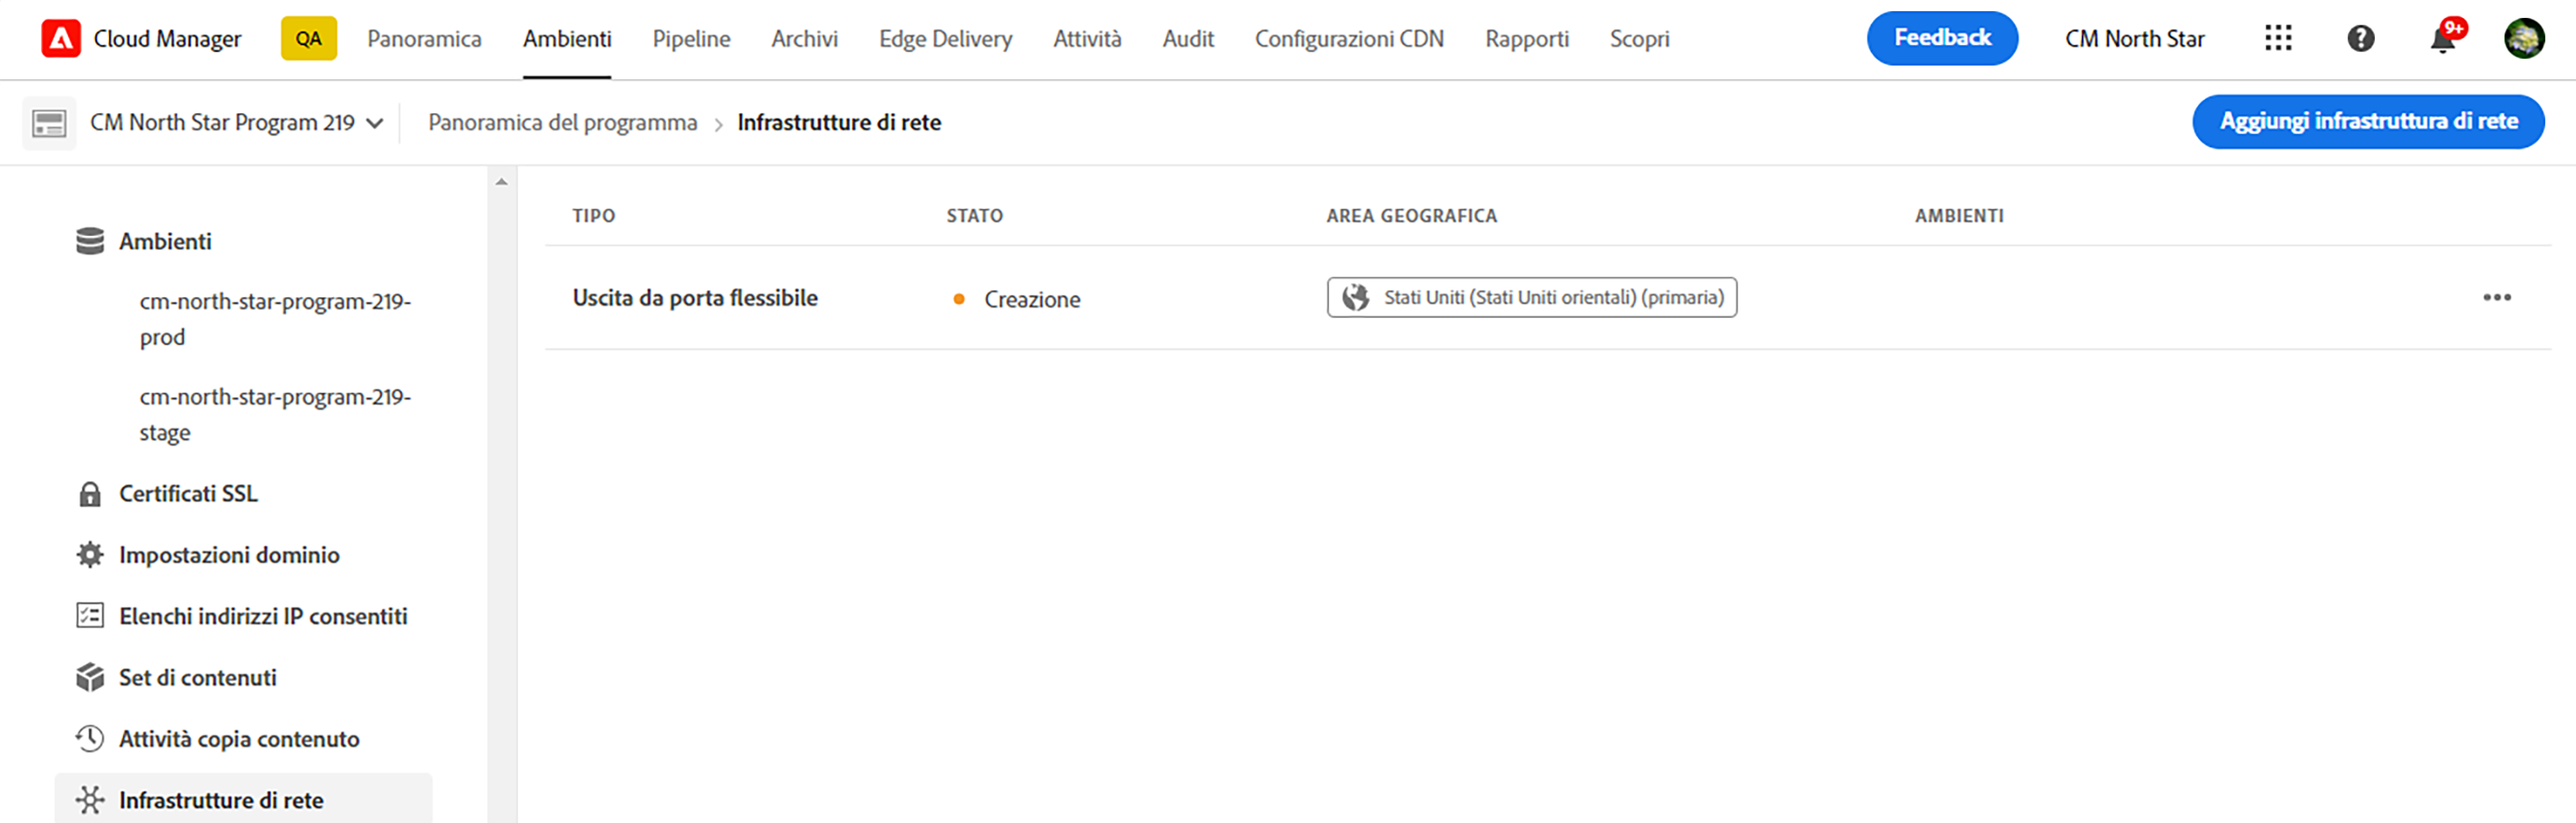 Cloud Manager QA Panoramica Ambienti Pipeline Archivi Edge Delivery Attività Audit Configurazioni CDN Rapporti Scopri Feedback CM North Star 9+
CM North Star Program 219 Panoramica del programma Infrastrutture di rete Aggiungi infrastruttura di rete
Ambienti
cm-north-star-program-219-
prod
cm-north-star-program-219-
stage
Certificati SSL
Impostazioni dominio
Elenchi indirizzi IP consentiti
Set di contenuti
Attività copia contenuto
Infrastrutture di rete
TIPO STATO AREA GEOGRAFICA AMBIENTI
Uscita da porta flessibile Creazione Stati Uniti (Stati Uniti orientali) (primaria)